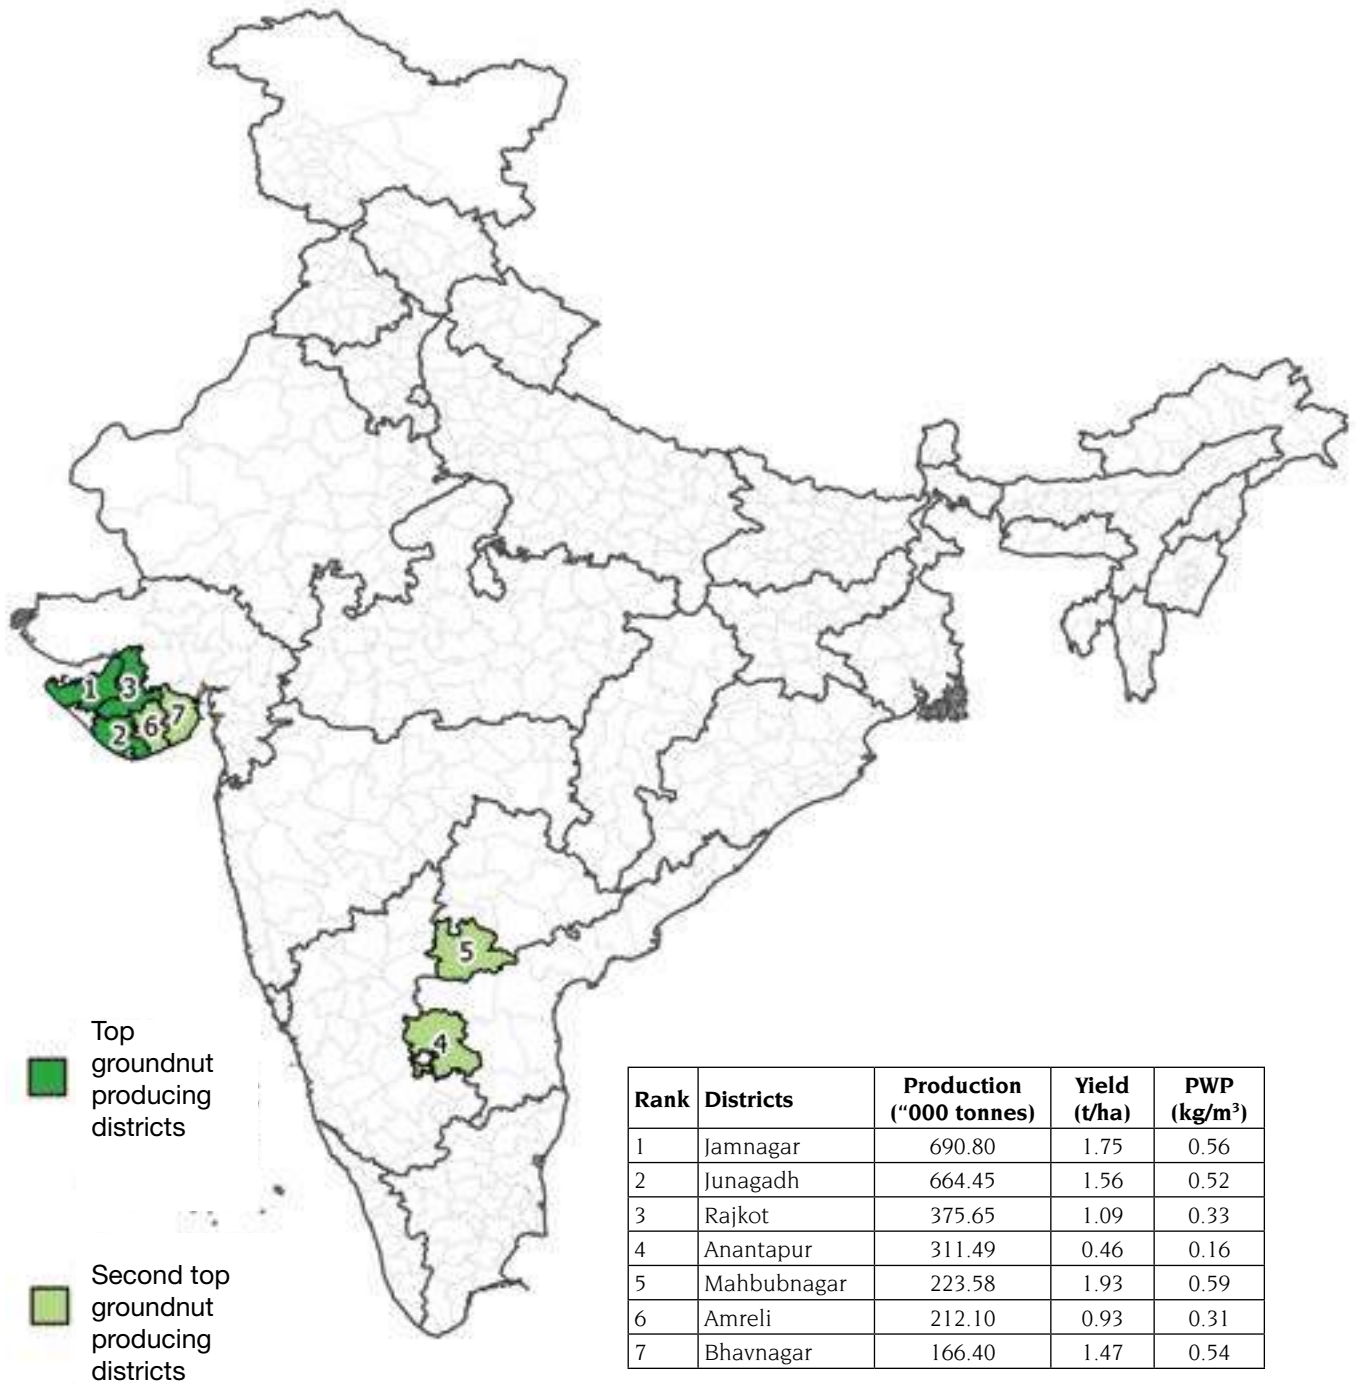 1
3
2
6
7
5
4
Top
groundnut
producing
districts
Second top
groundnut
producing
districts
Rank Districts Production (“000 tonnes) Yield (t/ha) PWP (kg/m³)
1 Jamnagar 690.80 1.75 0.56
2 Junagadh 664.45 1.56 0.52
3 Rajkot 375.65 1.09 0.33
4 Anantapur 311.49 0.46 0.16
5 Mahbubnagar 223.58 1.93 0.59
6 Amreli 212.10 0.93 0.31
7 Bhavnagar 166.40 1.47 0.54